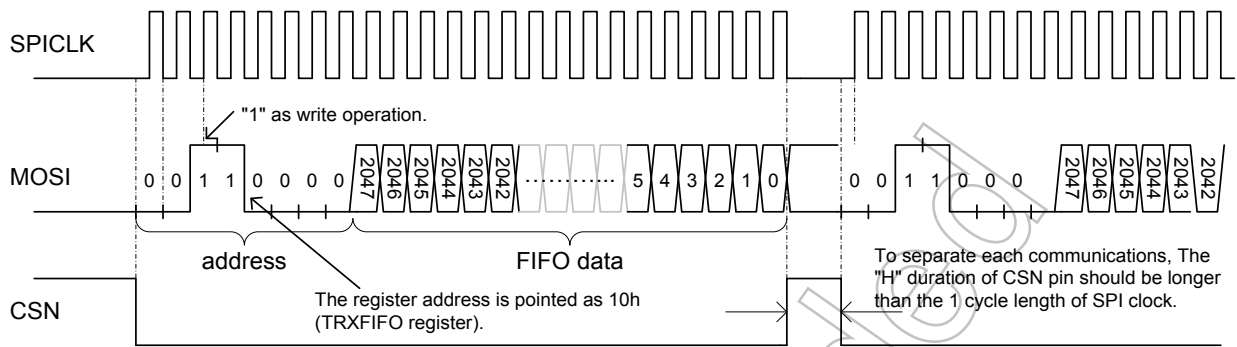 SPICLK
"1" as write operation.
MOSI 0 0 1 1 0 0 0 0 2047 2046 2045 2044 2043 2042 ............ 5 4 3 2 1 0 0 0 1 1 0 0 0 2047 2046 2045 2044 2043 2042
address FIFO data
To separate each communications, The
"H" duration of CSN pin should be longer
than the 1 cycle length of SPI clock.
The register address is pointed as 10h
(TRXFIFO register).
CSN